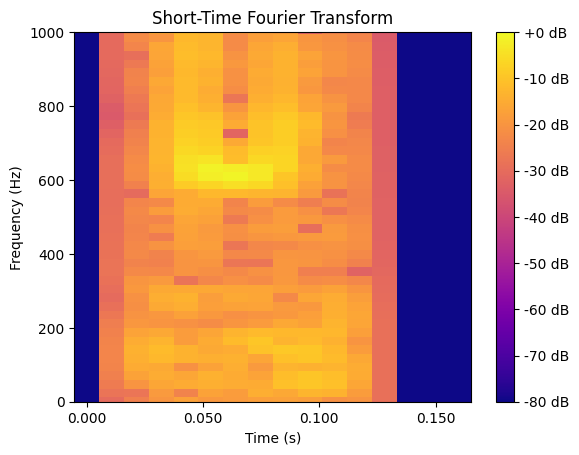 Short-Time Fourier Transform
Frequency (Hz)
1000
800
600
400
200
0
0.000
0.050
0.100
0.150
Time (s)
+0 dB
-10 dB
-20 dB
-30 dB
-40 dB
-50 dB
-60 dB
-70 dB
-80 dB